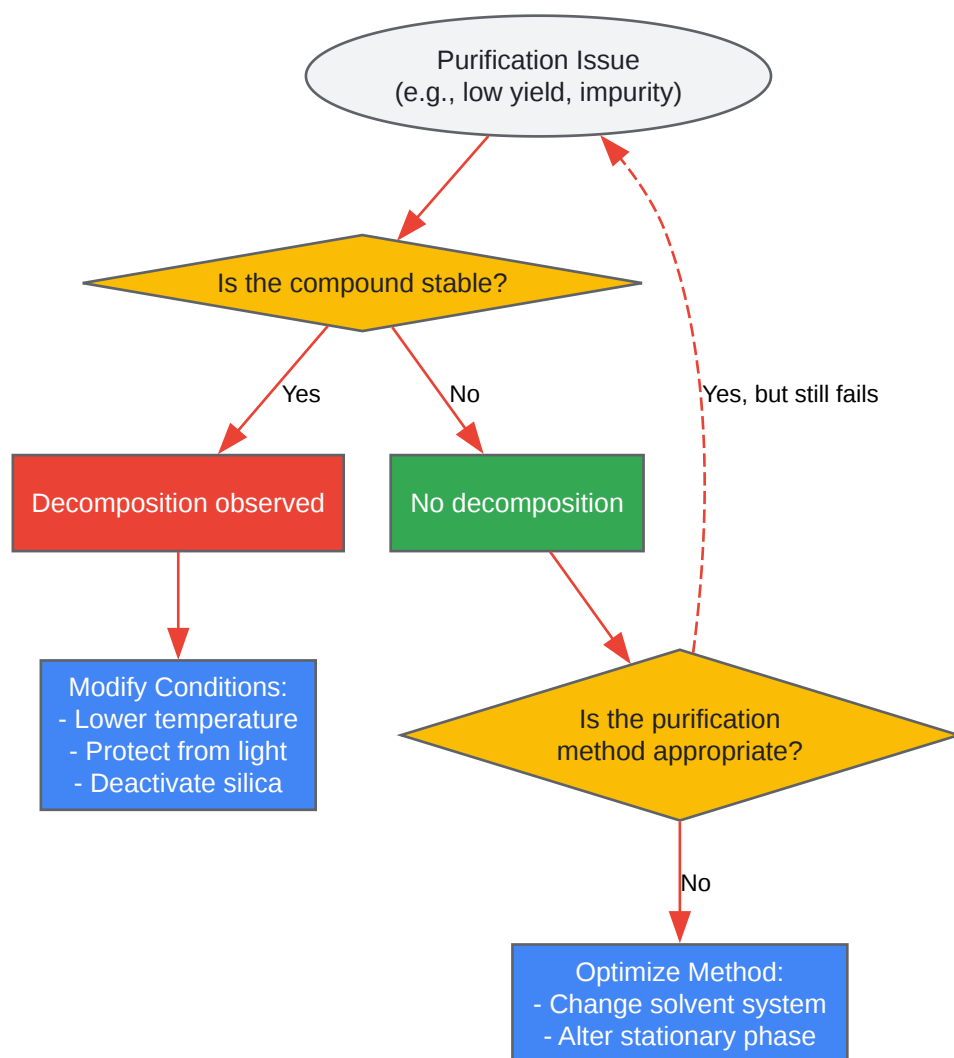 Purification Issue
(e.g., low yield, impurity)
Is the compound stable?
Yes
No
Yes, but still fails
Decomposition observed
No decomposition
Modify Conditions:
- Lower temperature
- Protect from light
- Deactivate silica
Is the purification
method appropriate?
No
Optimize Method:
- Change solvent system
- Alter stationary phase